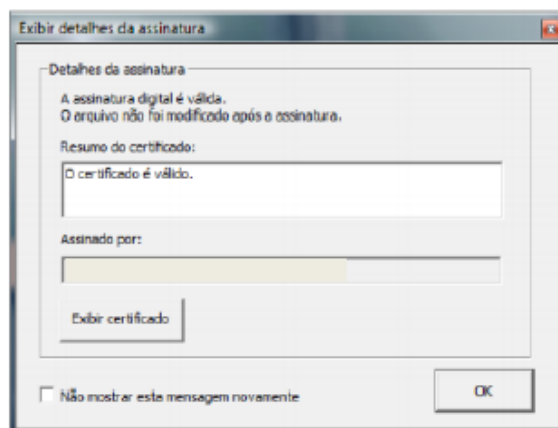 Exibir detalhes da assinatura
Detalhes da assinatura
A assinatura digital é válida.
O arquivo não foi modificado após a assinatura.
Resumo do certificado:
O certificado é válido.
Assinado por:
Exibir certificado
Não mostrar esta mensagem novamente
OK